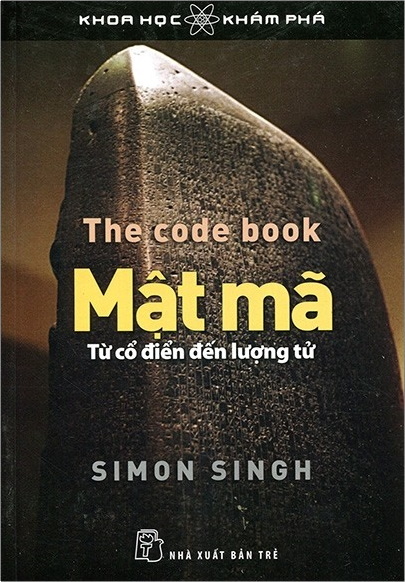 KHOA HỌC KHÁM PHÁ
The code book
Mật mã
Từ cổ điển đến lượng tử
SIMON SINGH
T
NHÀ XUẤT BẢN TRẺ